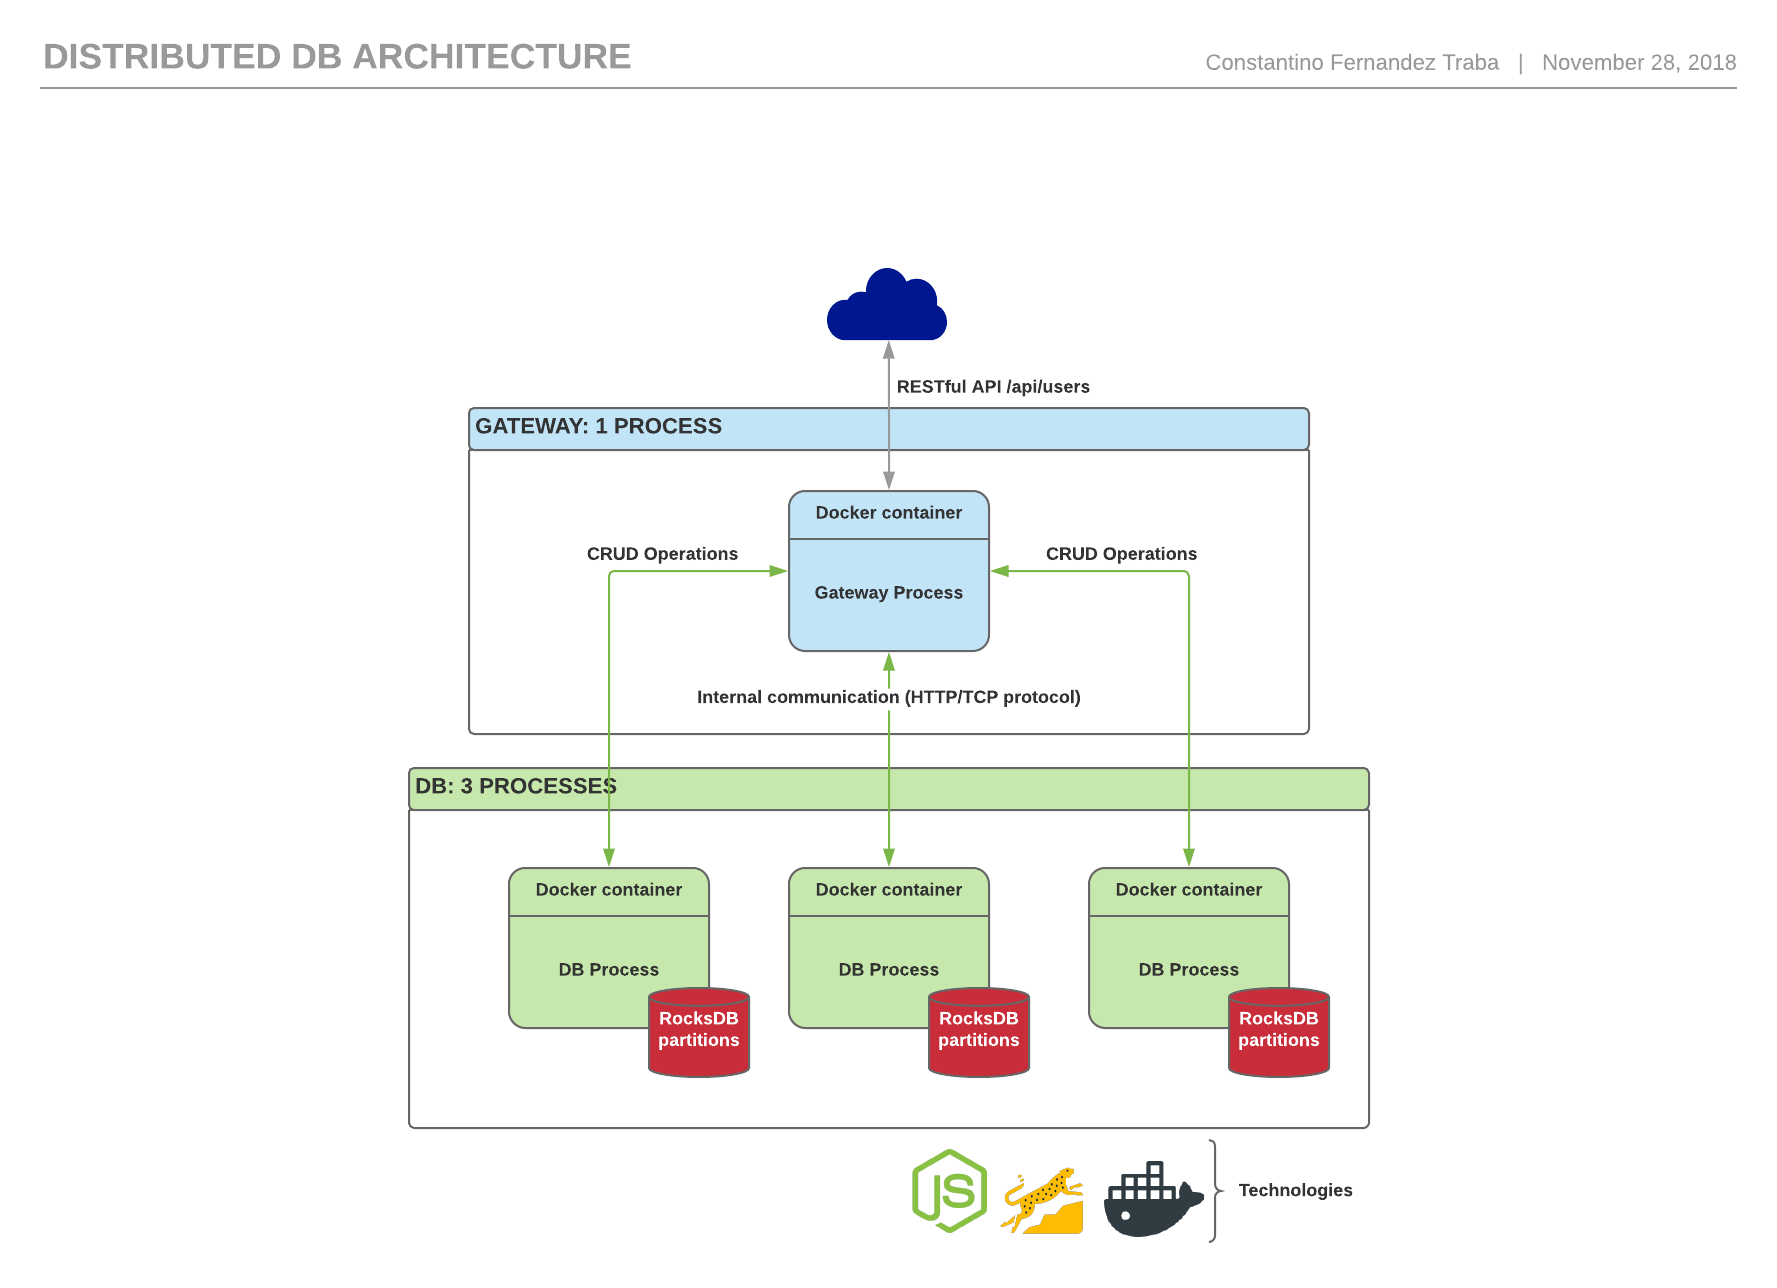 DISTRIBUTED DB ARCHITECTURE
Constantino Fernandez Traba | November 28, 2018
RESTful API /api/users
GATEWAY: 1 PROCESS
Docker container
CRUD Operations
CRUD Operations
Gateway Process
Internal communication (HTTP/TCP protocol)
DB: 3 PROCESSES
Docker container
Docker container
Docker container
DB Process
DB Process
DB Process
RocksDB
partitions
RocksDB
partitions
RocksDB
partitions
JS
Technologies